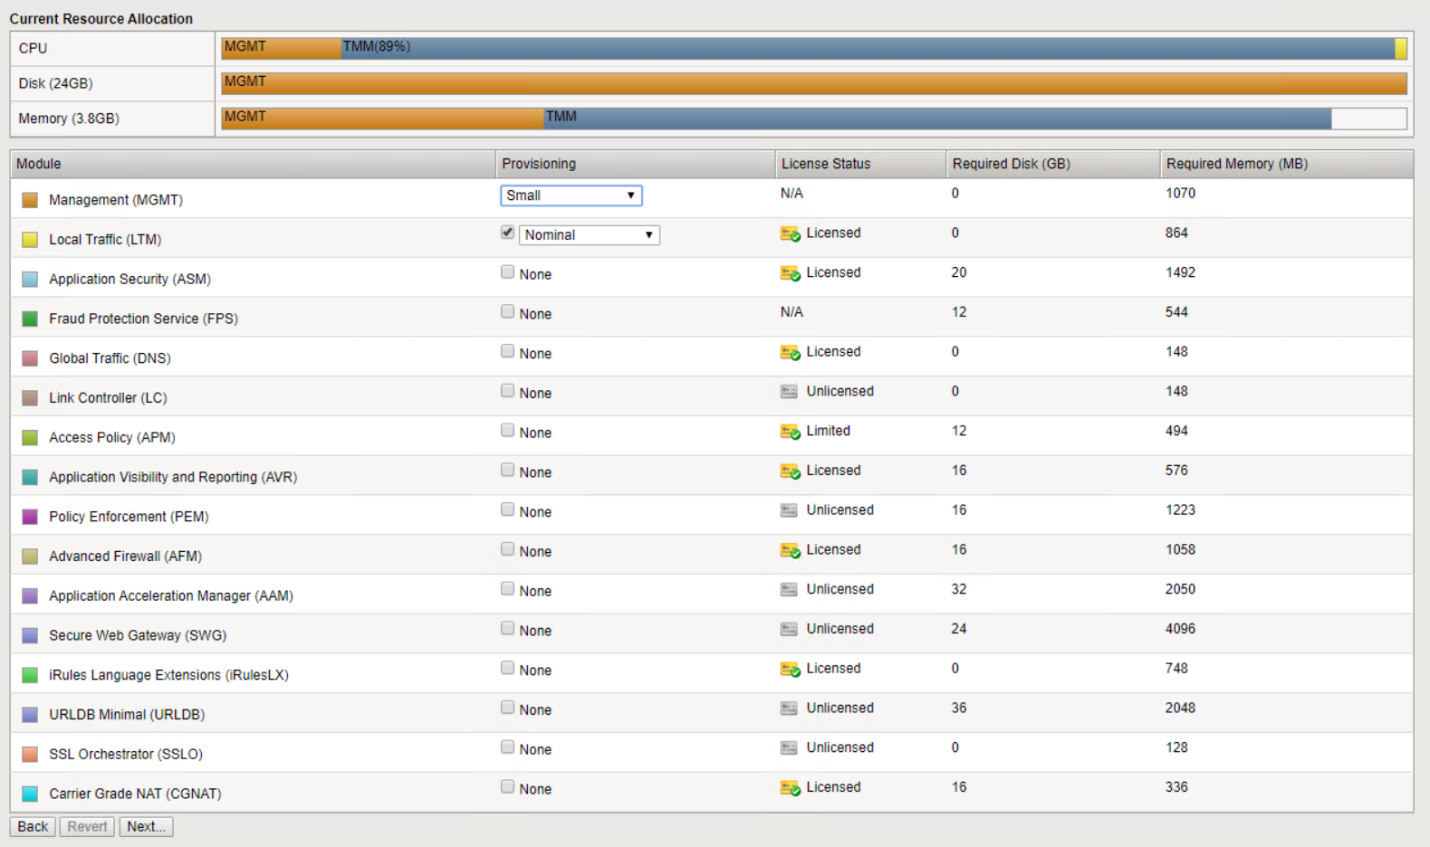 Current Resource Allocation
CPU MGMT TMM(89%)
Disk (24GB) MGMT
Memory (3.8GB) MGMT TMM
Module Provisioning License Status Required Disk (GB) Required Memory (MB)
Management (MGMT) Small N/A 0 1070
Local Traffic (LTM) Nominal Licensed 0 864
Application Security (ASM) None Licensed 20 1492
Fraud Protection Service (FPS) None N/A 12 544
Global Traffic (DNS) None Licensed 0 148
Link Controller (LC) None Unlicensed 0 148
Access Policy (APM) None Limited 12 494
Application Visibility and Reporting (AVR) None Licensed 16 576
Policy Enforcement (PEM) None Unlicensed 16 1223
Advanced Firewall (AFM) None Licensed 16 1058
Application Acceleration Manager (AAM) None Unlicensed 32 2050
Secure Web Gateway (SWG) None Unlicensed 24 4096
iRules Language Extensions (iRulesLX) None Licensed 0 748
URLDB Minimal (URLDB) None Unlicensed 36 2048
SSL Orchestrator (SSLO) None Unlicensed 0 128
Carrier Grade NAT (CGNAT) None Licensed 16 336
Back Revert Next...